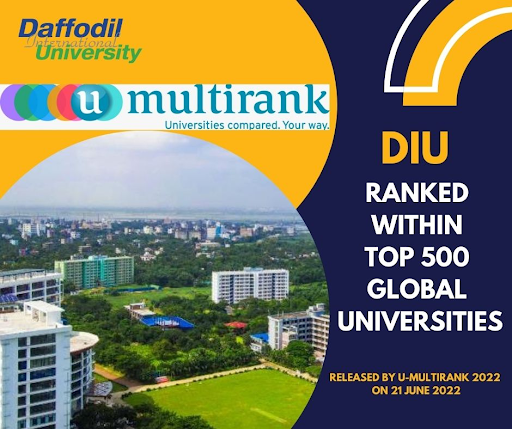 Daffodil
International
University
u multirank
Universities compared. Your way.
DIU
RANKED
WITHIN
TOP 500
GLOBAL
UNIVERSITIES
RELEASED BY U-MULTIRANK 2022
ON 21 JUNE 2022